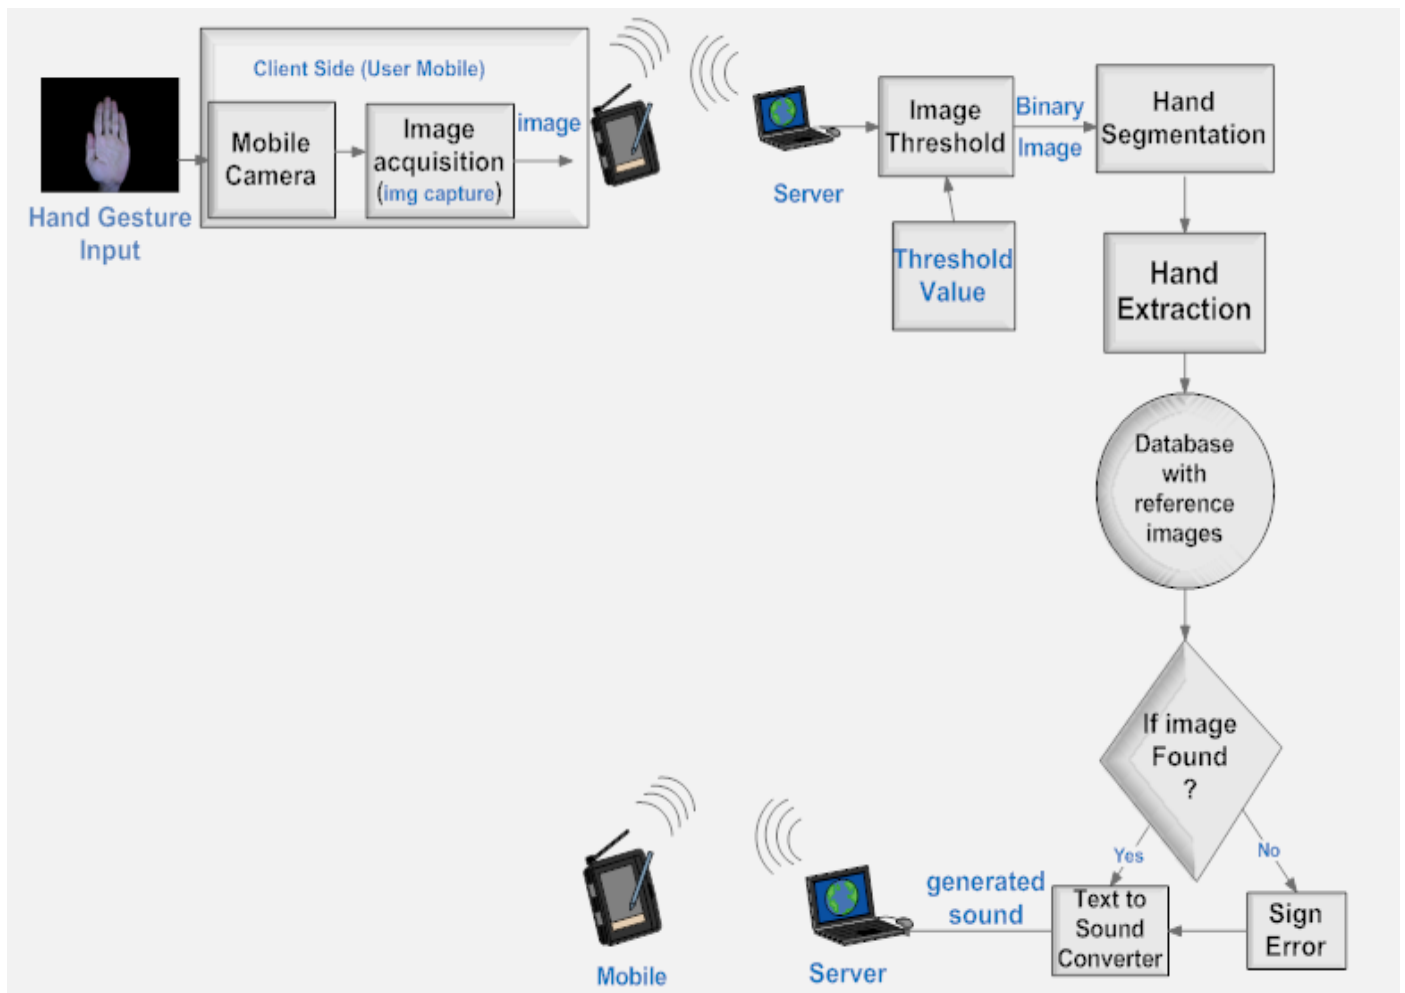 Client Side (User Mobile)
Hand Gesture
Input
Mobile
Camera
Image
acquisition
(img capture)
image
Server
Image
Threshold
Threshold
Value
Binary
Image
Hand
Segmentation
Hand
Extraction
Database
with
reference
images
If image
Found
?
Yes
No
Sign
Error
Text to
Sound
Converter
generated
sound
Server
Mobile